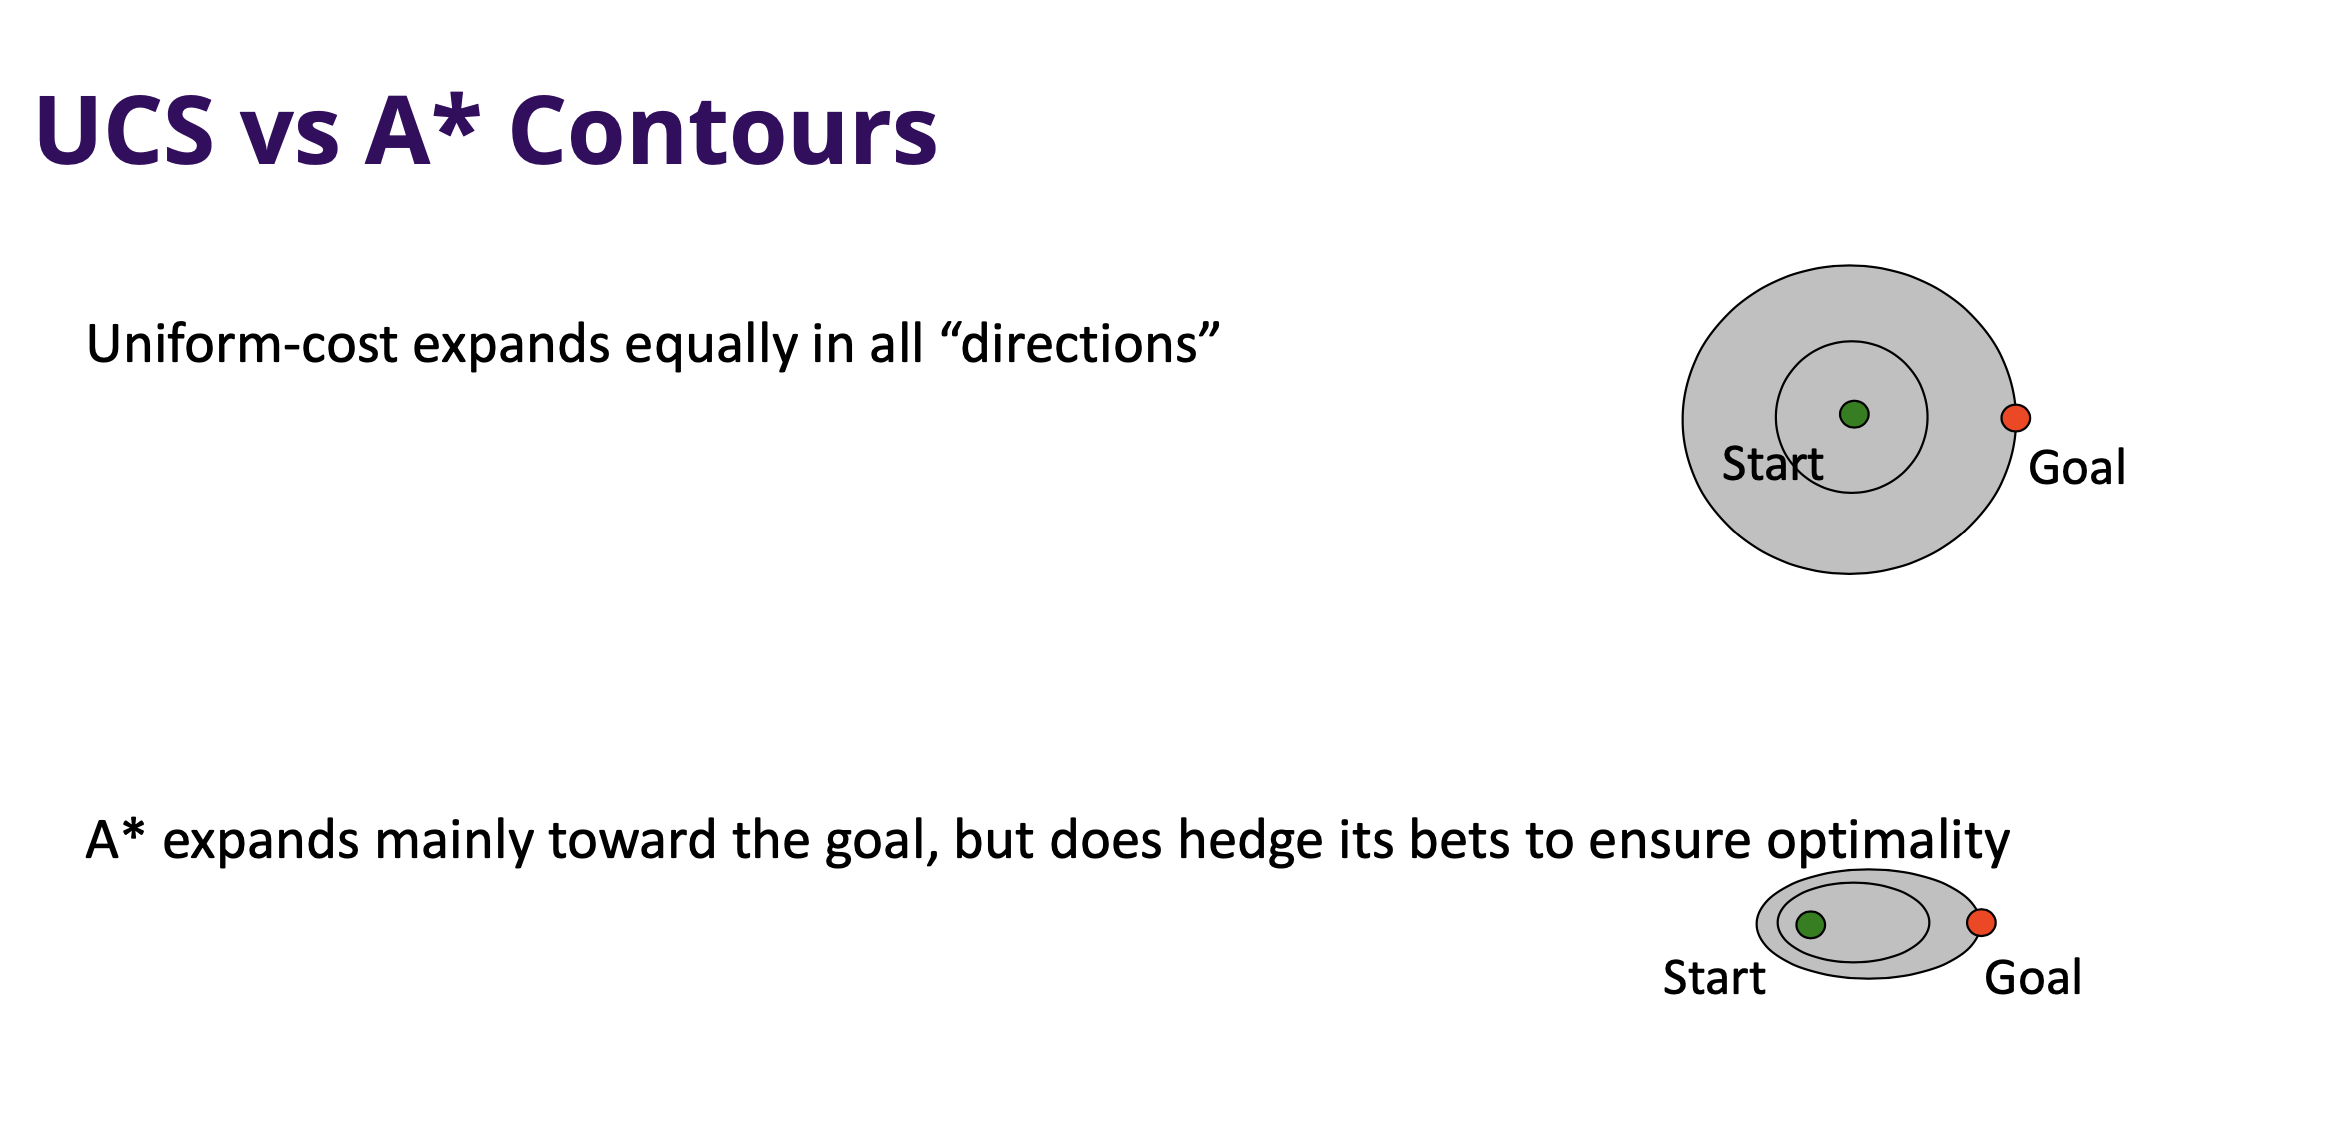 UCS vs A* Contours
Uniform-cost expands equally in all “directions”
Start
Goal
A* expands mainly toward the goal, but does hedge its bets to ensure optimality
Start
Goal